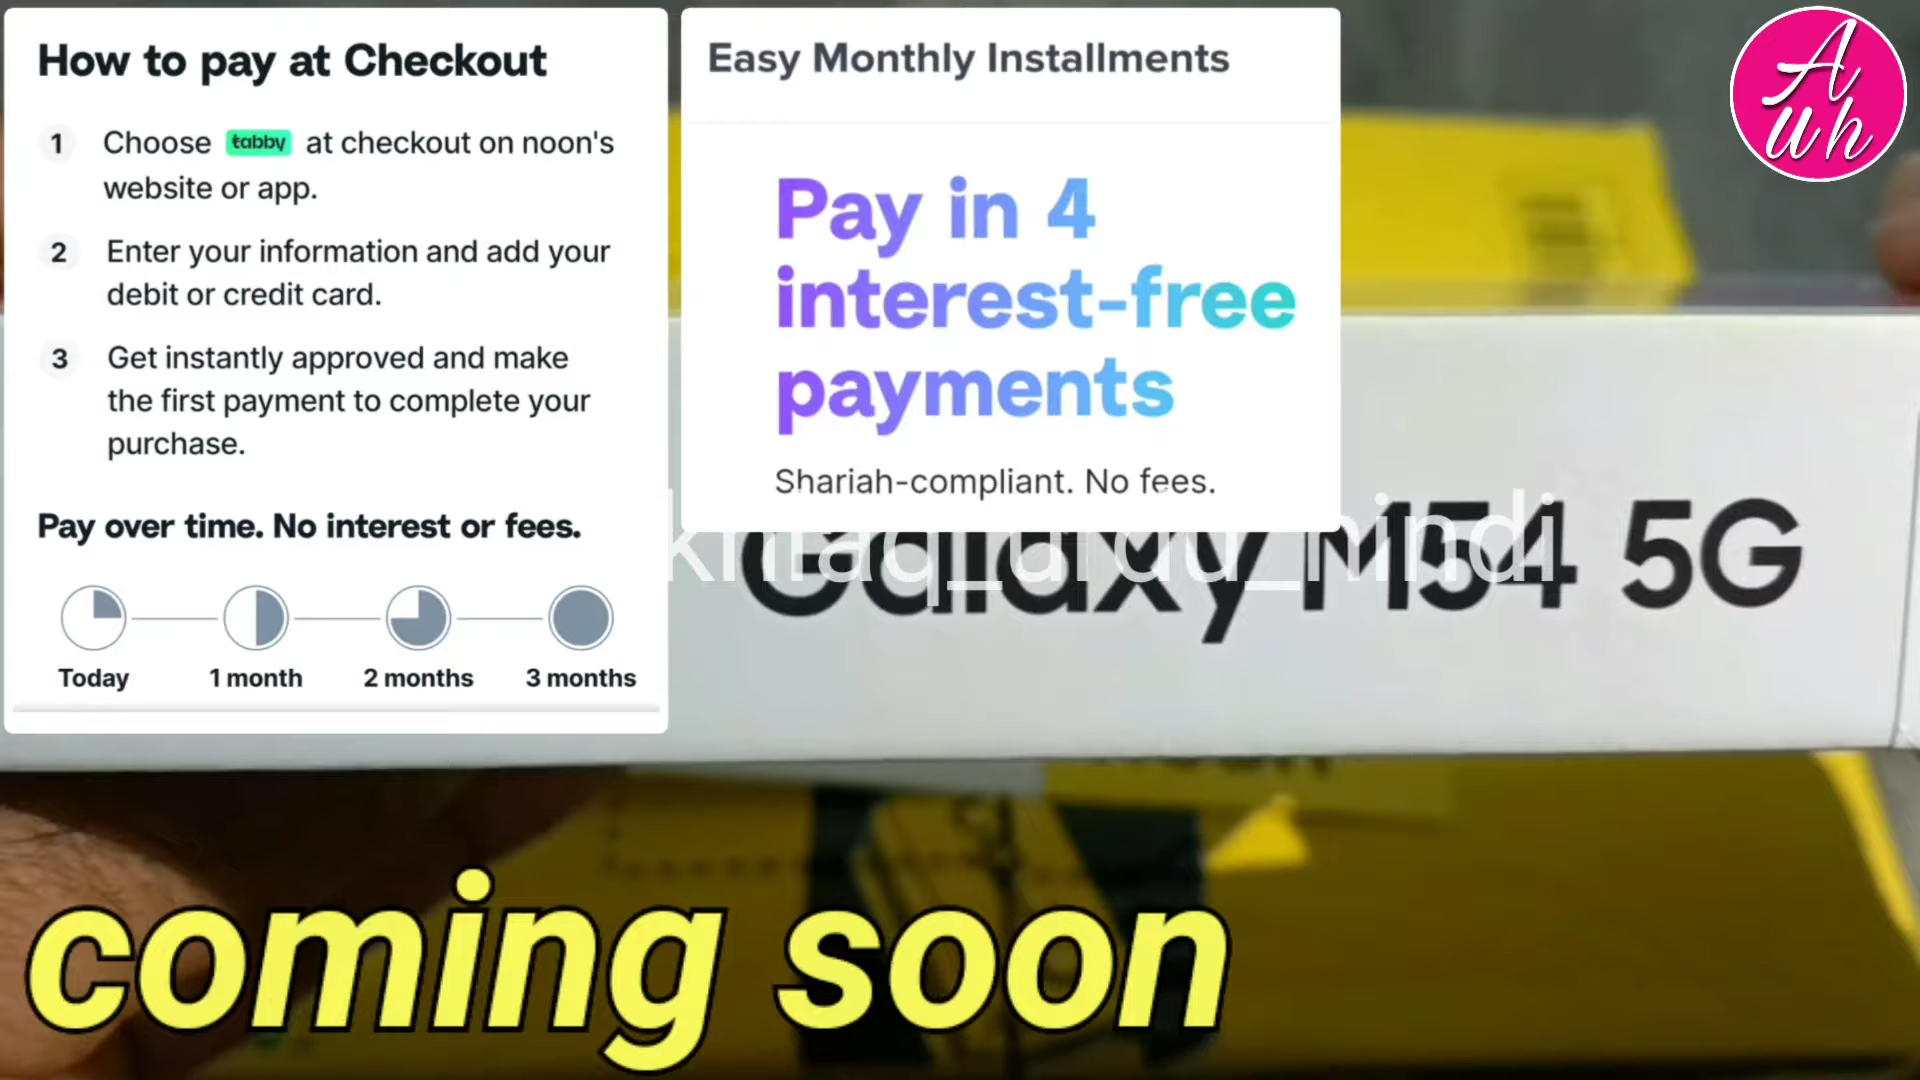 How to pay at Checkout
1 Choose tabby at checkout on noon's
website or app.
2 Enter your information and add your
debit or credit card.
3 Get instantly approved and make
the first payment to complete your
purchase.
Pay over time. No interest or fees.
Today 1 month 2 months 3 months
Easy Monthly Installments
Pay in 4
interest-free
payments
Shariah-compliant. No fees.
A
uh
Galaxy M54 5G
coming soon